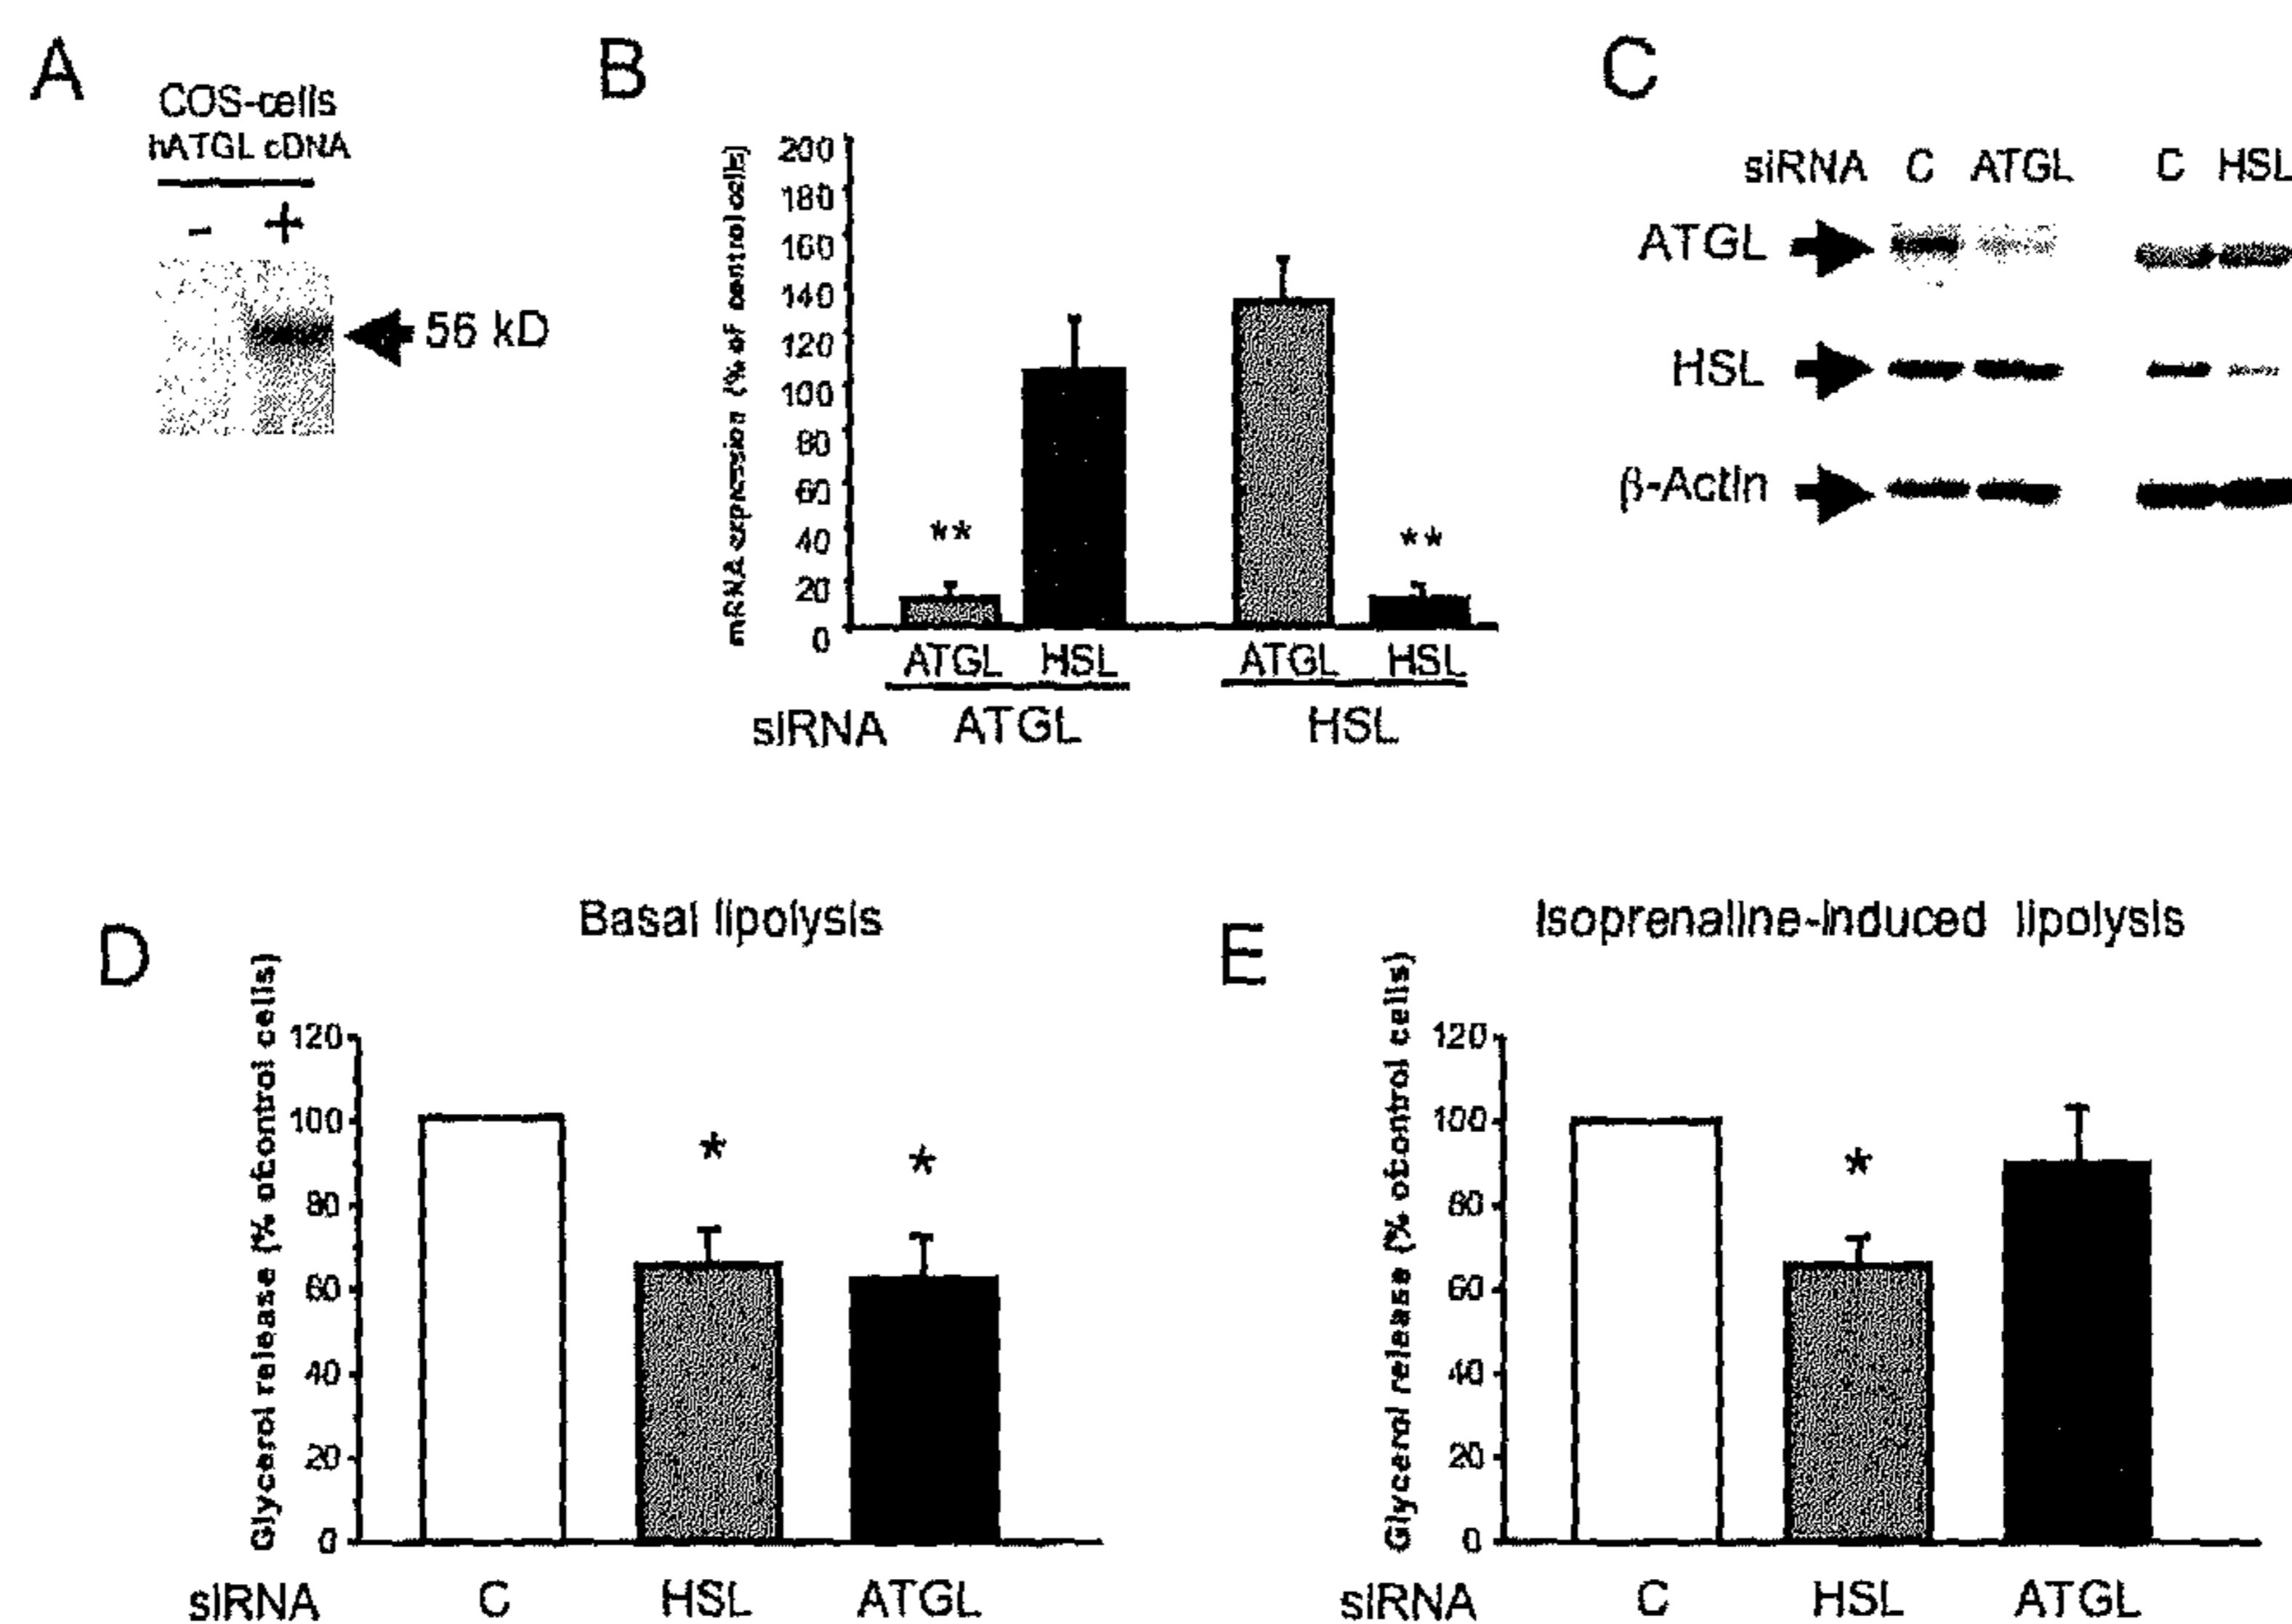 A
COS-cells
hATGL cDNA
- +
56 kD
B
mRNA expression (% of control cells)
200
180
160
140
120
100
80
60
40
20
0
**
**
ATGL HSL ATGL HSL
siRNA ATGL HSL
C
siRNA C ATGL C HSL
ATGL
HSL
β-Actin
D
Basal lipolysis
Glycerol release (% of control cells)
120
100
80
60
40
20
0
*
*
siRNA C HSL ATGL
E
Isoprenaline-induced lipolysis
Glycerol release (% of control cells)
120
100
80
60
40
20
0
*
siRNA C HSL ATGL